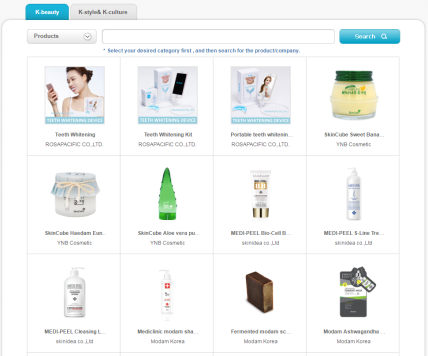 K.beauty
K.style& K-culture
Products
Search
* Select your desired category first , and then search for the product/company.
TEETH WHITENING DEVICE
TEETH WHITENING DEVICE
TEETH WHITENING DEVICE
Teeth Whitening
Teeth Whitening Kit
Portable teeth whitenin...
SkinCube Sweet Bana...
ROSAPACIFIC CO.,LTD.
ROSAPACIFIC CO.,LTD.
ROSAPACIFIC CO.,LTD.
YNB Cosmetic
SkinCube Haedam Eun...
SkinCube Aloe vera pu...
MEDI-PEEL Bio-Cell B...
MEDI-PEEL S-Line Tre...
YNB Cosmetic
YNB Cosmetic
skinidea co.,Ltd
skinidea co.,Ltd
MEDI-PEEL Cleosing L...
Mediclinic modam sha...
Fermented modam sc...
Modam Ashwagandha ...
skinidea co.,Ltd
Modam Korea
Modam Korea
Modam Korea